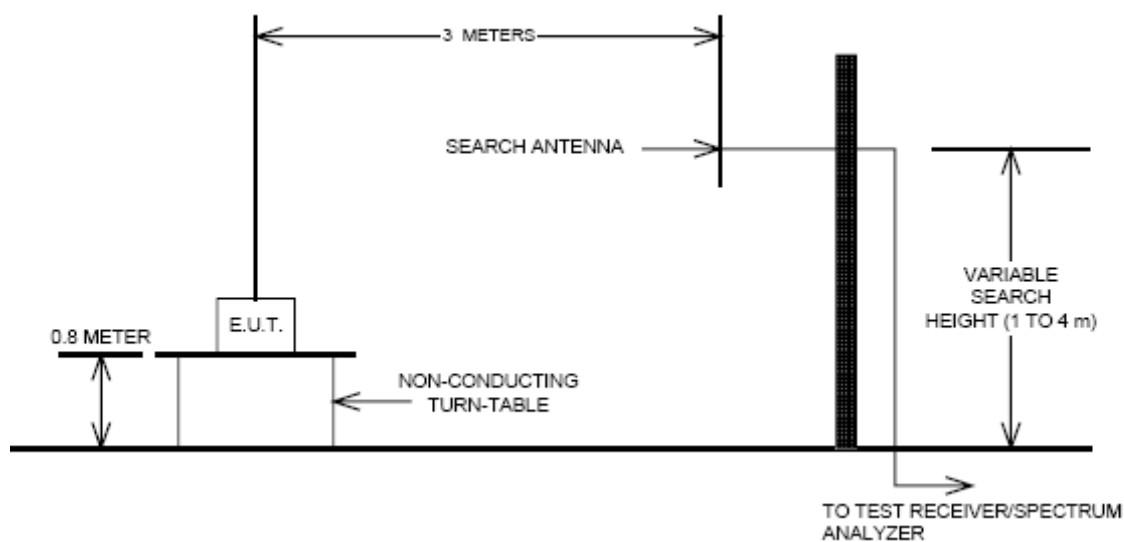 3 METERS
SEARCH ANTENNA
VARIABLE
SEARCH
HEIGHT (1 TO 4 m)
E.U.T.
0.8 METER
NON-CONDUCTING
TURN-TABLE
TO TEST RECEIVER/SPECTRUM
ANALYZER